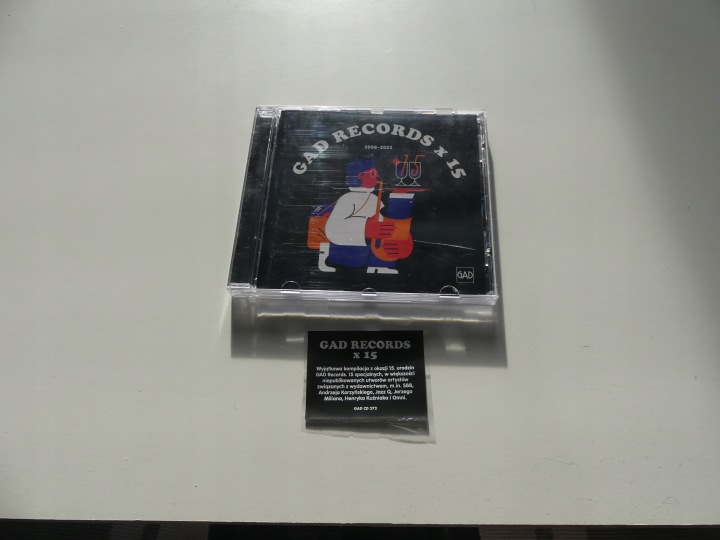 GAD RECORDS x 15
2008-2023
GAD
GAD RECORDS
x 15
Wyjątkowa kompilacja z okazji 15. urodzin
GAD Records. 15 specjalnych, w większości
niepublikowanych utworów artystów
związanych z wydawnictwem, m.in. SBB,
Andrzeja Korzyńskiego, Jazz Q, Jerzego
Miliana, Henryka Kuźniaka i Omni.
GAD CD 272